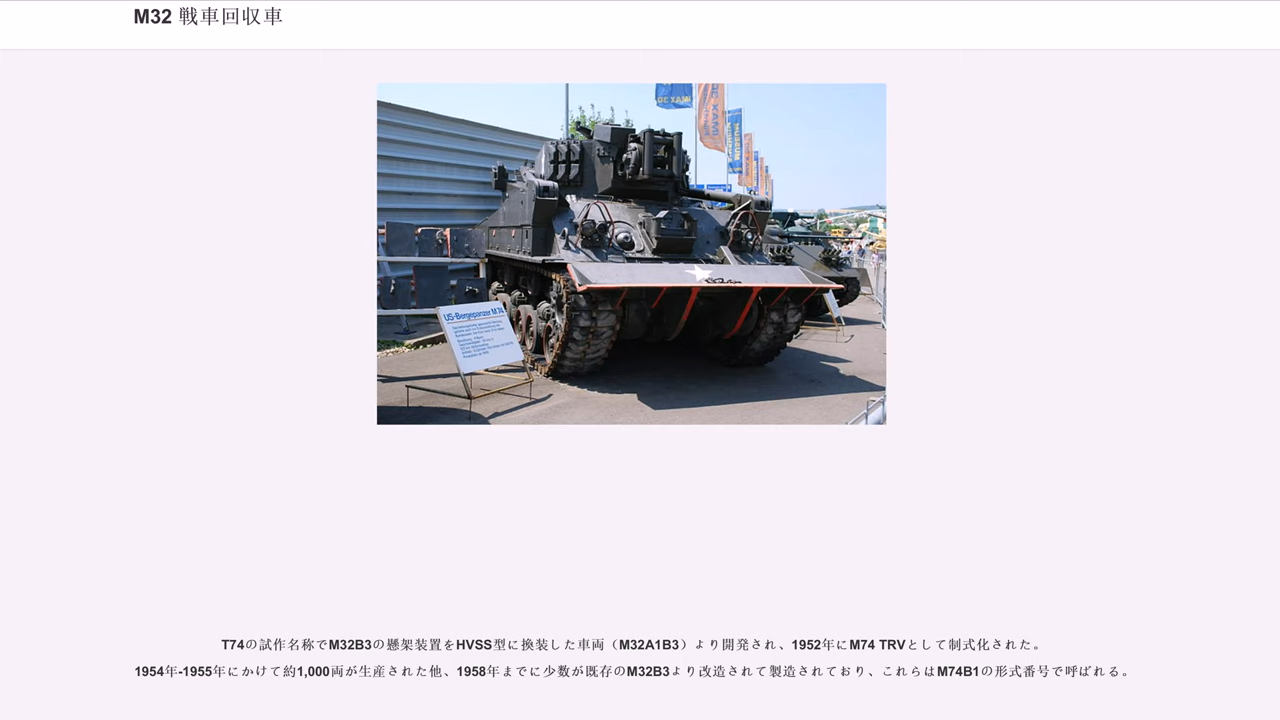 M32 戦車回収車
DE XAMI
MUSEUM
US-Bergepanzer M 74
T74の試作名称でM32B3の懸架装置をHVSS型に換装した車両（M32A1B3）より開発され、1952年にM74 TRVとして制式化された。
1954年-1955年にかけて約1,000両が生産された他、1958年までに少数が既存のM32B3より改造されて製造されており、これらはM74B1の形式番号で呼ばれる。